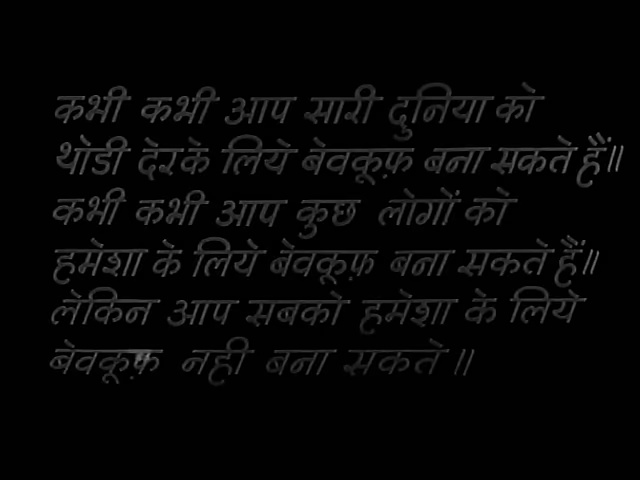 कभी कभी आप सारी दुनिया को
थोडी देरके लिये बेवकूफ़ बना सकते हैं॥
कभी कभी आप कुछ लोगों को
हमेशा के लिये बेवकूफ़ बना सकते हैं॥
लेकिन आप सबको हमेशा के लिये
बेवकूफ़ नही बना सकते॥